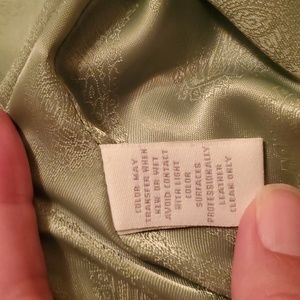 COLOR MAY
TRANSFER WHEN
NEW OR WET
AVOID CONTACT
WITH LIGHT
COLOR
SURFACES
PROFESSIONALLY
LEATHER
CLEAN ONLY